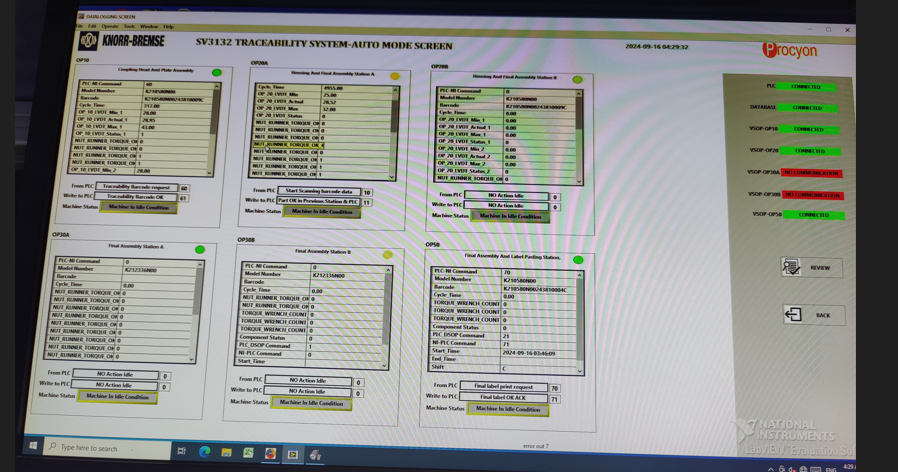 DATALOGGING SCREEN
File Edit Operate Tools Window Help
KNORR-BREMSE
SV3132 TRACEABILITY SYSTEM-AUTO MODE SCREEN
2024-09-16 04:29:32
Procyon
OP10
Coupling Head And Plate Assembly
PLC-NI Command 60
Model Number K210580N00
Barcode K210580N00243810009C
Cycle_Time 317.00
OP_10_LVDT_Min_1 20.00
OP_10_LVDT_Actual_1 28.95
OP_10_LVDT_Max_1 43.00
OP_10_LVDT_Status_1 1
NUT_RUNNER_TORQUE_OK 0
NUT_RUNNER_TORQUE_OK 0
NUT_RUNNER_TORQUE_OK 1
NUT_RUNNER_TORQUE_OK 1
OP_10_LVDT_Min_2 20.00
From PLC Traceability Barcode request 60
Write to PLC Traceability Barcode OK 61
Machine Status Machine In Idle Condition
OP20A
Housing And Final Assembly Station A
Cycle_Time 4955.00
OP_20_LVDT_Min 25.00
OP_20_LVDT_Actual 28.52
OP_20_LVDT_Max 32.00
OP_20_LVDT_Status 0
NUT_RUNNER_TORQUE_OK 0
NUT_RUNNER_TORQUE_OK 0
NUT_RUNNER_TORQUE_OK 0
NUT_RUNNER_TORQUE_OK
NUT_RUNNER_TORQUE_OK 0
NUT_RUNNER_TORQUE_OK 1
NUT_RUNNER_TORQUE_OK 1
From PLC Start Scanning barcode data 10
Write to PLC Part OK in Previous Station & PLC 11
Machine Status Machine In Idle Condition
OP20B
Housing And Final Assembly Station B
PLC-NI Command 0
Model Number K210580N00
Barcode K210580N00243810009C
Cycle_Time 0.00
OP_20_LVDT_Min_1 0.00
OP_20_LVDT_Actual_1 0.00
OP_20_LVDT_Max_1 0.00
OP_20_LVDT_Status_1 0
OP_20_LVDT_Min_2 0.00
OP_20_LVDT_Actual_2 0.00
OP_20_LVDT_Max_2 0.00
OP_20_LVDT_Status_2 0
NUT_RUNNER_TORQUE_OK 0
From PLC NO Action Idle 0
Write to PLC NO Action Idle 0
Machine Status Machine In Idle Condition
PLC CONNECTED
DATABASE CONNECTED
VSOP-OP10 CONNECTED
VSOP-OP20 CONNECTED
VSOP-OP30A NO COMMUNICATION
VSOP-OP30B NO COMMUNICATION
VSOP-OP50 CONNECTED
REVIEW
BACK
OP30A
Final Assembly Station A
PLC-NI Command 0
Model Number K212336N00
Barcode
Cycle_Time 0.00
NUT_RUNNER_TORQUE_OK 0
NUT_RUNNER_TORQUE_OK 0
NUT_RUNNER_TORQUE_OK 0
NUT_RUNNER_TORQUE_OK 0
NUT_RUNNER_TORQUE_OK 0
NUT_RUNNER_TORQUE_OK 0
NUT_RUNNER_TORQUE_OK 0
NUT_RUNNER_TORQUE_OK 0
NUT_RUNNER_TORQUE_OK 0
From PLC NO Action Idle 0
Write to PLC NO Action Idle 0
Machine Status Machine In Idle Condition
OP30B
Final Assembly Station B
PLC-NI Command 0
Model Number K212336N00
Barcode
Cycle_Time 0.00
NUT_RUNNER_TORQUE_OK 0
NUT_RUNNER_TORQUE_OK 0
TORQUE_WRENCH_COUNT 0
TORQUE_WRENCH_COUNT 0
TORQUE_WRENCH_COUNT 0
Component Status 0
PLC_DSOP Command 0
NI-PLC Command 0
Start_Time
From PLC NO Action Idle 0
Write to PLC NO Action Idle 0
Machine Status Machine In Idle Condition
OP50
Final Assembly And Label Pasting Station.
PLC-NI Command 70
Model Number K210580N00
Barcode K210580N00243810004C
Cycle_Time 0.00
TORQUE_WRENCH_COUNT 0
TORQUE_WRENCH_COUNT 0
TORQUE_WRENCH_COUNT 0
Component Status 0
PLC_DSOP Command 21
NI-PLC Command 71
Start_Time 2024-09-16 03:46:09
End_Time
Shift C
From PLC Final label print request 70
Write to PLC Final label OK ACK 71
Machine Status Machine In Idle Condition
error out 7
NATIONAL INSTRUMENTS
LabVIEW Evaluation So
Type here to search
ENG
4:29